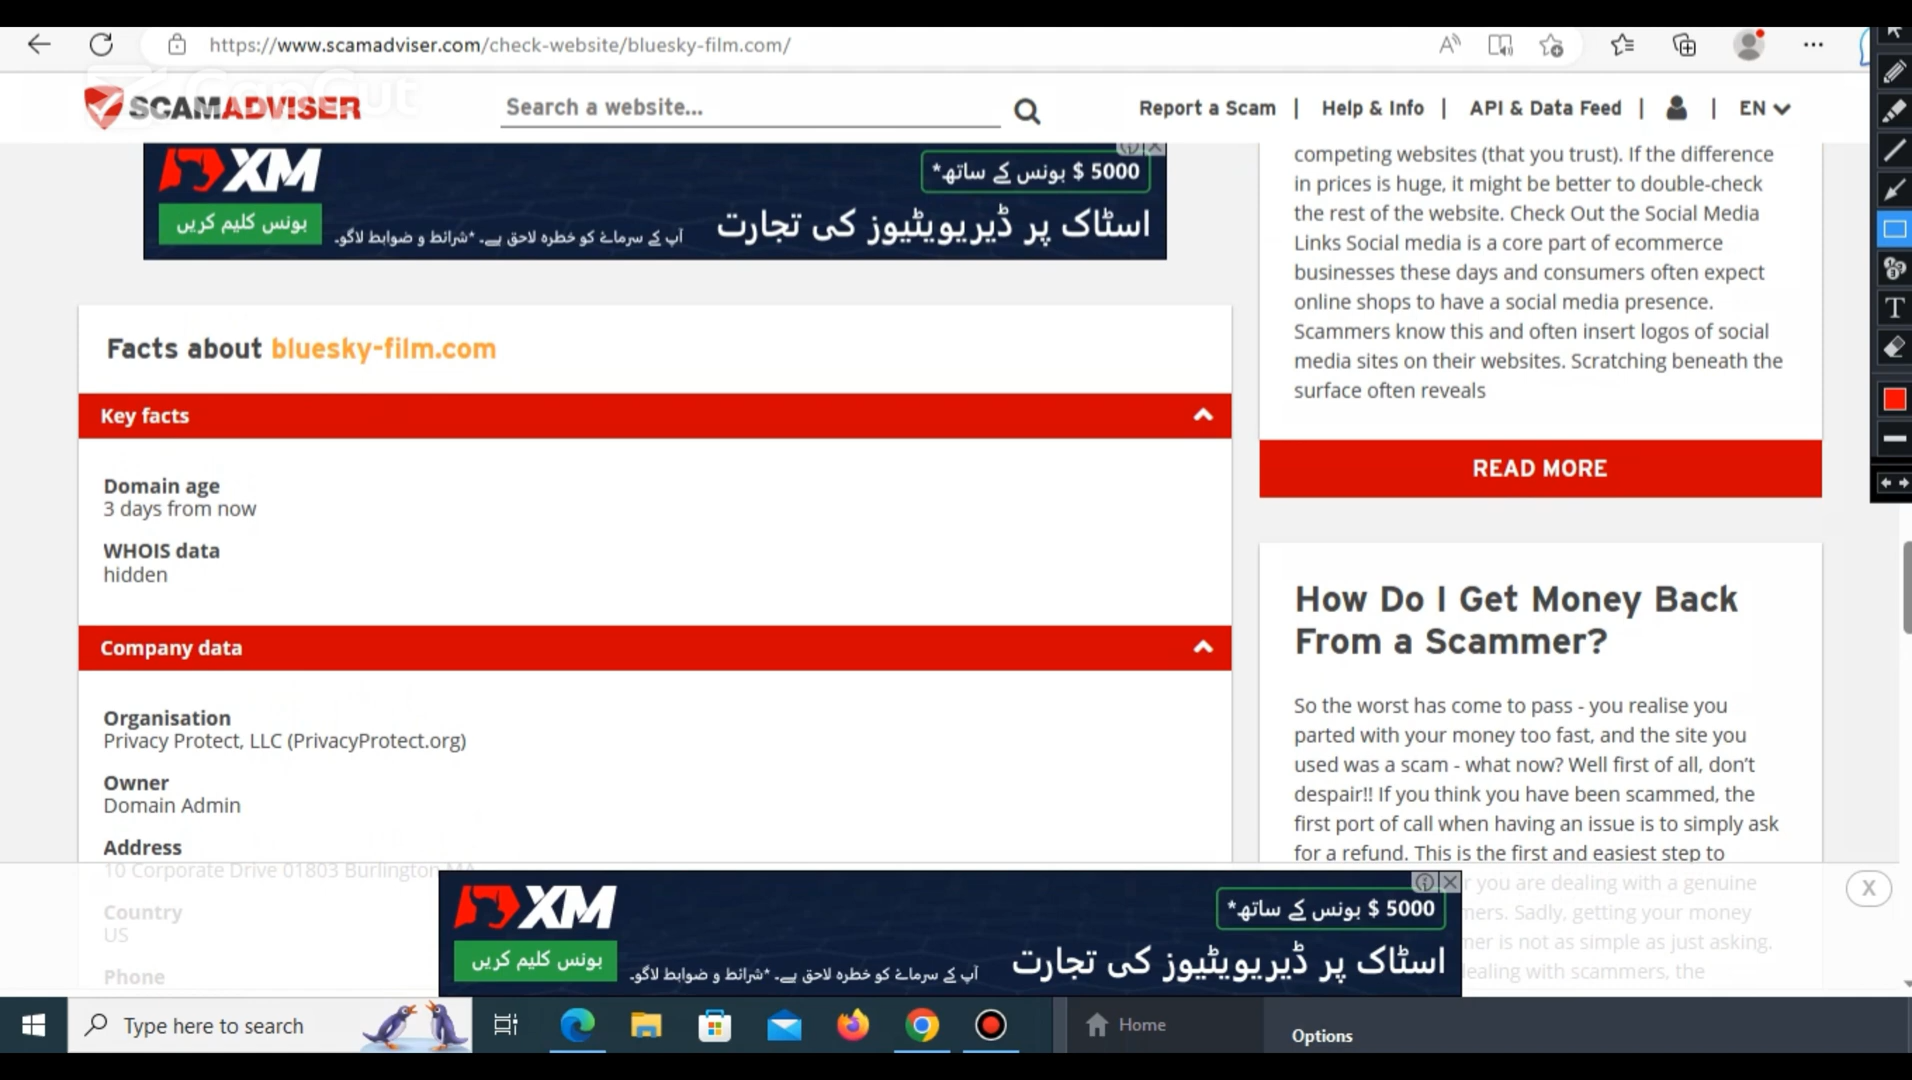 https://www.scamadviser.com/check-website/bluesky-film.com/
CapCut
SCAMADVISER
Search a website...
Report a Scam | Help & Info | API & Data Feed | | EN
XM
$ 5000 بونس کے ساتھ*
بونس کلیم کریں
اسٹاک پر ڈیریویٹیوز کی تجارت
آپ کے سرمائے کو خطرہ لاحق ہے۔ *شرائط و ضوابط لاگو۔
Facts about bluesky-film.com
Key facts
Domain age
3 days from now
WHOIS data
hidden
Company data
Organisation
Privacy Protect, LLC (PrivacyProtect.org)
Owner
Domain Admin
Address
10 Corporate Drive 01803 Burlington MA
Country
US
Phone
competing websites (that you trust). If the difference
in prices is huge, it might be better to double-check
the rest of the website. Check Out the Social Media
Links Social media is a core part of ecommerce
businesses these days and consumers often expect
online shops to have a social media presence.
Scammers know this and often insert logos of social
media sites on their websites. Scratching beneath the
surface often reveals
READ MORE
How Do I Get Money Back
From a Scammer?
So the worst has come to pass - you realise you
parted with your money too fast, and the site you
used was a scam - what now? Well first of all, don't
despair!! If you think you have been scammed, the
first port of call when having an issue is to simply ask
for a refund. This is the first and easiest step to
r you are dealing with a genuine
mers. Sadly, getting your money
mer is not as simple as just asking.
ealing with scammers, the
X
XM
$ 5000 بونس کے ساتھ*
بونس کلیم کریں
اسٹاک پر ڈیریویٹیوز کی تجارت
آپ کے سرمائے کو خطرہ لاحق ہے۔ *شرائط و ضوابط لاگو۔
Type here to search
Home
Options